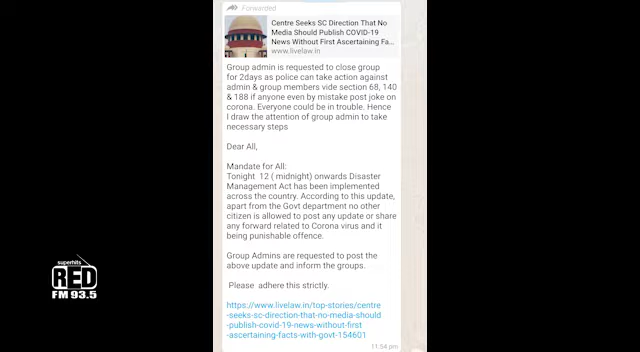 Forwarded
Centre Seeks SC Direction That No
Media Should Publish COVID-19
News Without First Ascertaining Fa...
www.livelaw.in
Group admin is requested to close group
for 2days as police can take action against
admin & group members vide section 68, 140
& 188 if anyone even by mistake post joke on
corona. Everyone could be in trouble. Hence
I draw the attention of group admin to take
necessary steps
Dear All,
Mandate for All:
Tonight 12 ( midnight) onwards Disaster
Management Act has been implemented
across the country. According to this update,
apart from the Govt department no other
citizen is allowed to post any update or share
any forward related to Corona virus and it
being punishable offence.
Group Admins are requested to post the
above update and inform the groups.
Please adhere this strictly.
https://www.livelaw.in/top-stories/centre
-seeks-sc-direction-that-no-media-should
-publish-covid-19-news-without-first
-ascertaining-facts-with-govt-154601
11:54 pm
superhits
RED
FM 93.5